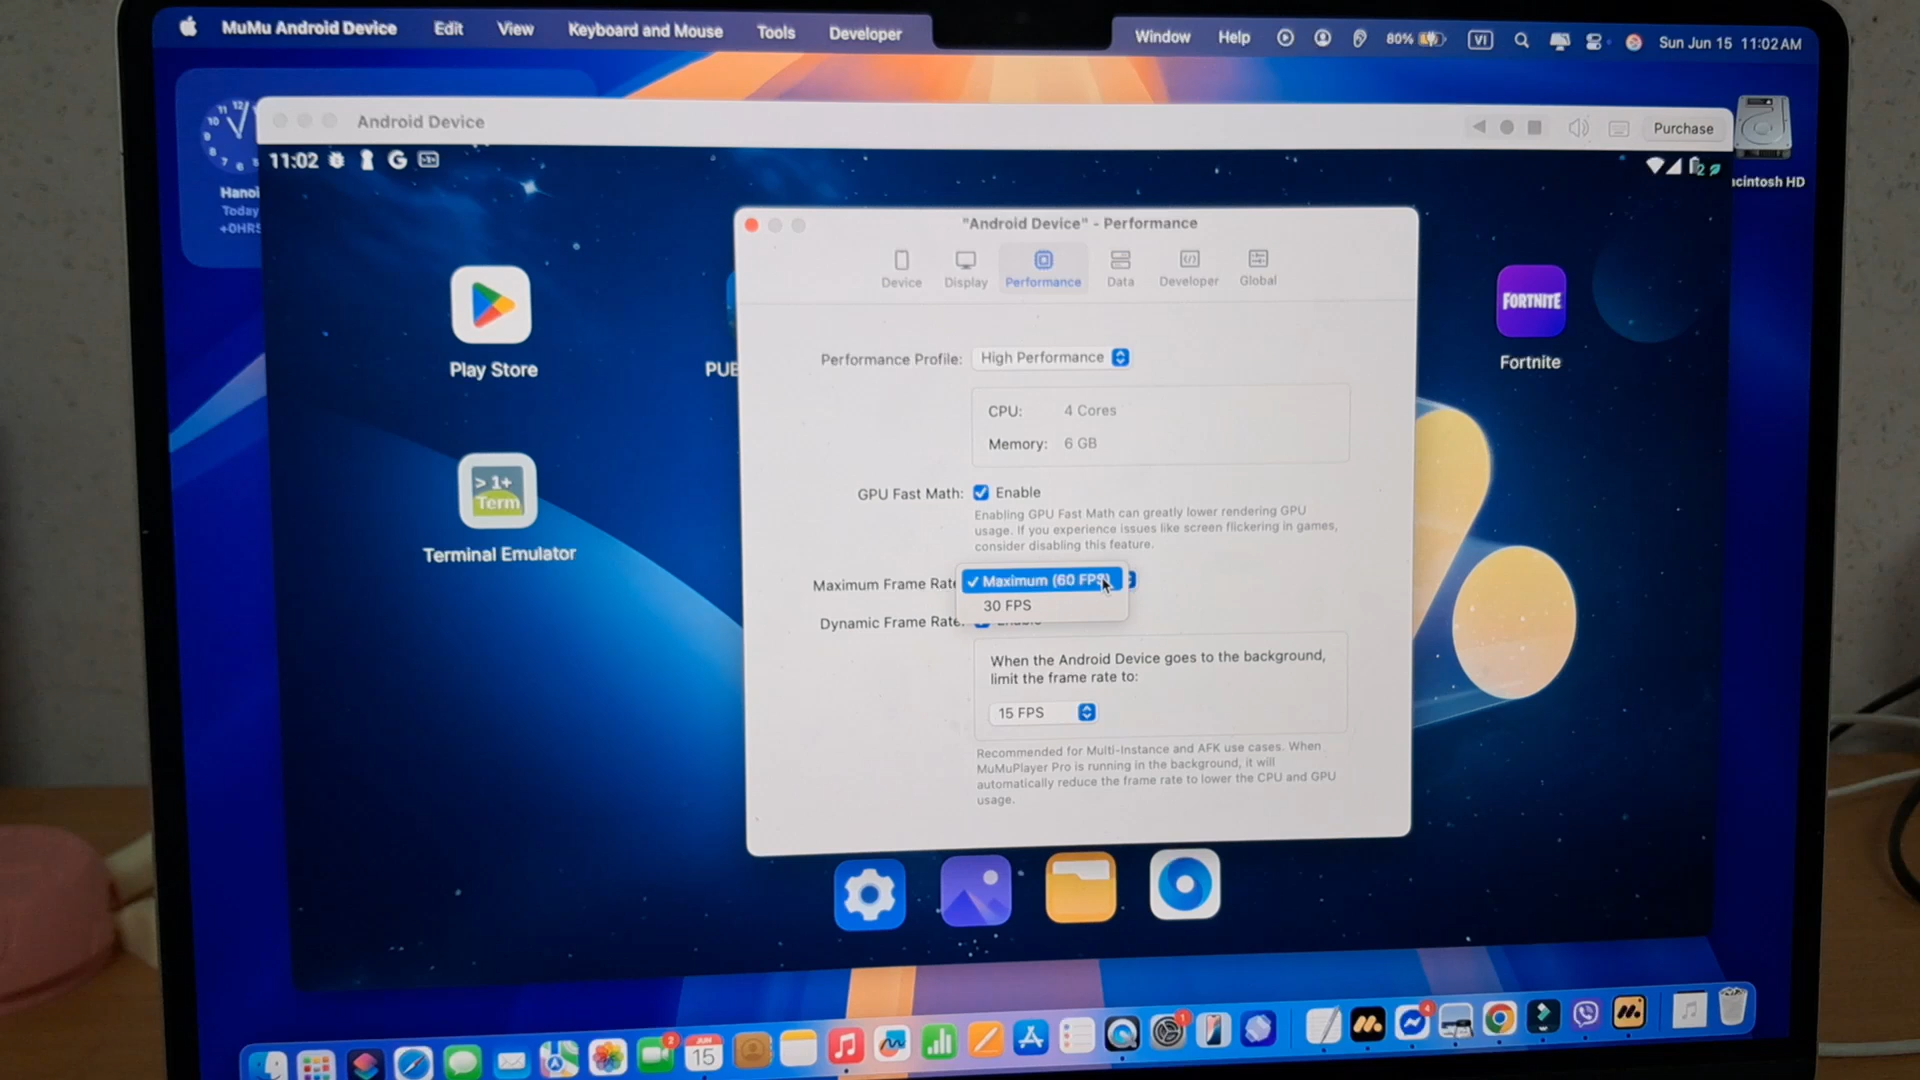 MuMu Android Device Edit View Keyboard and Mouse Tools Developer Window Help 80% VI Sun Jun 15 11:02 AM
Android Device
Purchase
11:02
Hanoi
Today
Macintosh HD
"Android Device" - Performance
Device Display Performance Data Developer Global
Play Store
FORTNITE
Fortnite
> 1+
Term
Terminal Emulator
Performance Profile: High Performance
CPU: 4 Cores
Memory: 6 GB
GPU Fast Math: Enable
Enabling GPU Fast Math can greatly lower rendering GPU
usage. If you experience issues like screen flickering in games,
consider disabling this feature.
Maximum Frame Rate Maximum (60 FPS)
30 FPS
Dynamic Frame Rate: Enable
When the Android Device goes to the background,
limit the frame rate to:
15 FPS
Recommended for Multi-Instance and AFK use cases. When
MuMuPlayer Pro is running in the background, it will
automatically reduce the frame rate to lower the CPU and GPU
usage.
JUN
15